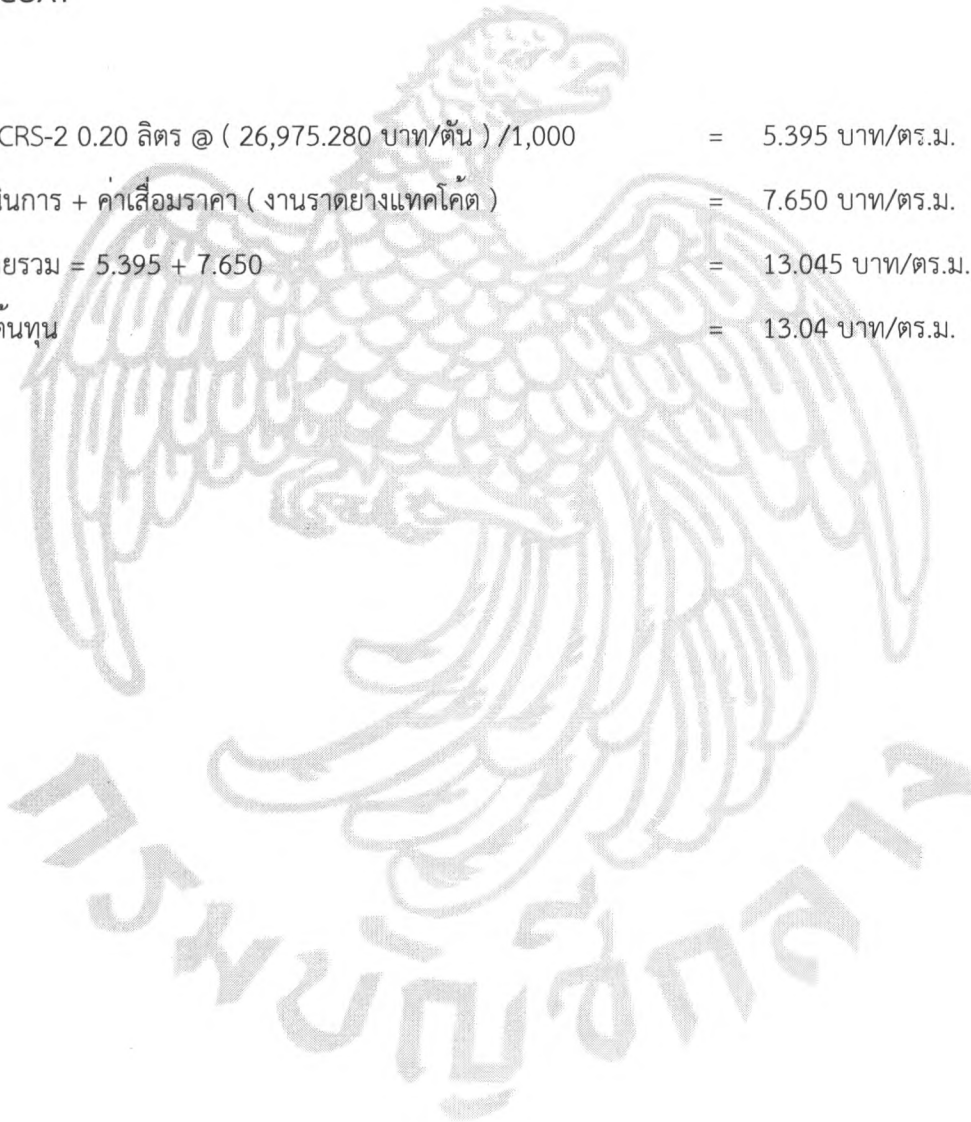 CRS-2 0.20 ลิตร @ ( 26,975.280 บาท/ตัน ) /1,000 = 5.395 บาท/ตร.ม.
นินการ + ค่าเสื่อมราคา ( งานราดยางแทคโค้ต ) = 7.650 บาท/ตร.ม.
ยรวม = 5.395 + 7.650 = 13.045 บาท/ตร.ม.
ต้นทุน = 13.04 บาท/ตร.ม.
กรมบัญชีกลาง